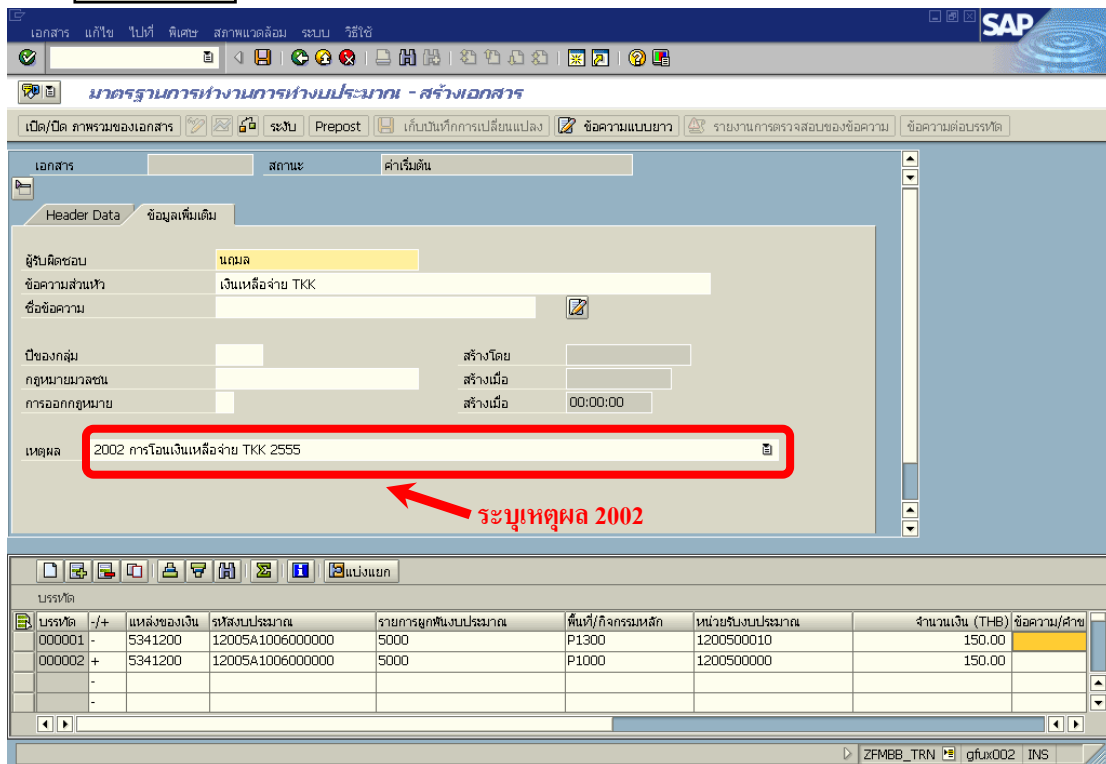 เอกสาร แก้ไข ไปที่ พิเศษ สภาพแวดล้อม ระบบ วิธีใช้
SAP
มาตรฐานการทำงานการทำงบประมาณ - สร้างเอกสาร
เปิด/ปิด ภาพรวมของเอกสาร ระงับ Prepost เก็บบันทึกการเปลี่ยนแปลง ข้อความแบบยาว รายงานการตรวจสอบของข้อความ ข้อความต่อบรรทัด
เอกสาร สถานะ ค่าเริ่มต้น
Header Data ข้อมูลเพิ่มเติม
ผู้รับผิดชอบ นฤมล
ข้อความส่วนหัว เงินเหลือจ่าย TKK
ชื่อข้อความ
ปีของกลุ่ม สร้างโดย
กฎหมายมวลชน สร้างเมื่อ
การออกกฎหมาย สร้างเมื่อ 00:00:00
เหตุผล 2002 การโอนเงินเหลือจ่าย TKK 2555
ระบุเหตุผล 2002
แบ่งแยก
บรรทัด
บรรทัด -/+ แหล่งของเงิน รหัสงบประมาณ รายการผูกพันงบประมาณ พื้นที่/กิจกรรมหลัก หน่วยรับงบประมาณ จำนวนเงิน (THB) ข้อความ/คำข
000001 - 5341200 12005A1006000000 5000 P1300 1200500010 150.00
000002 + 5341200 12005A1006000000 5000 P1000 1200500000 150.00
-
-
ZFMBB_TRN gfux002 INS